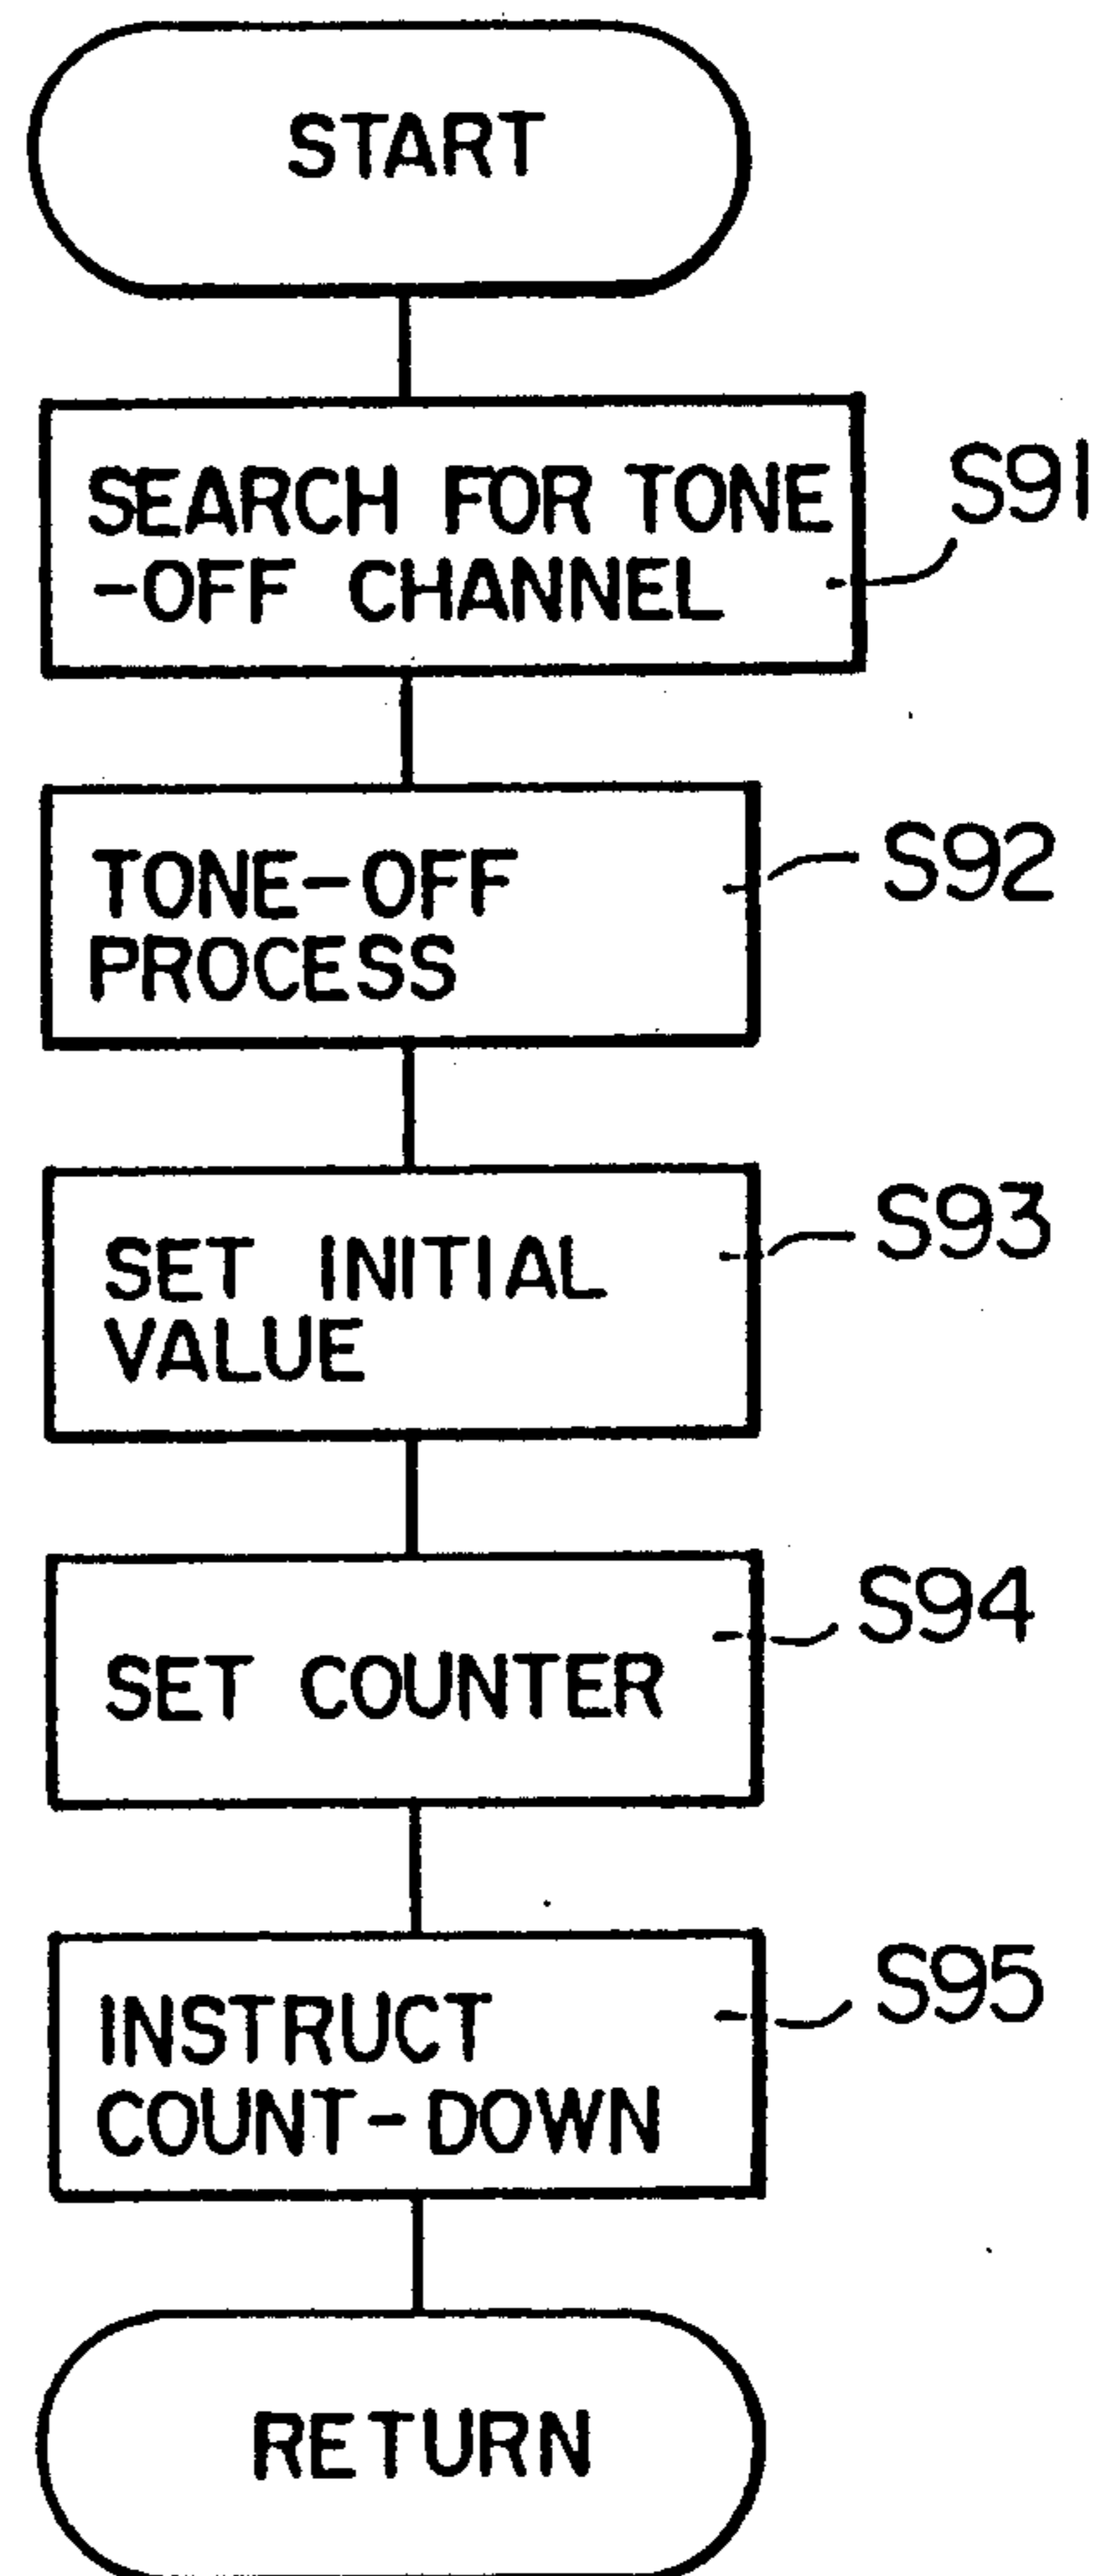 START
SEARCH FOR TONE
-OFF CHANNEL
S91
TONE-OFF
PROCESS
S92
SET INITIAL
VALUE
S93
SET COUNTER
S94
INSTRUCT
COUNT-DOWN
S95
RETURN